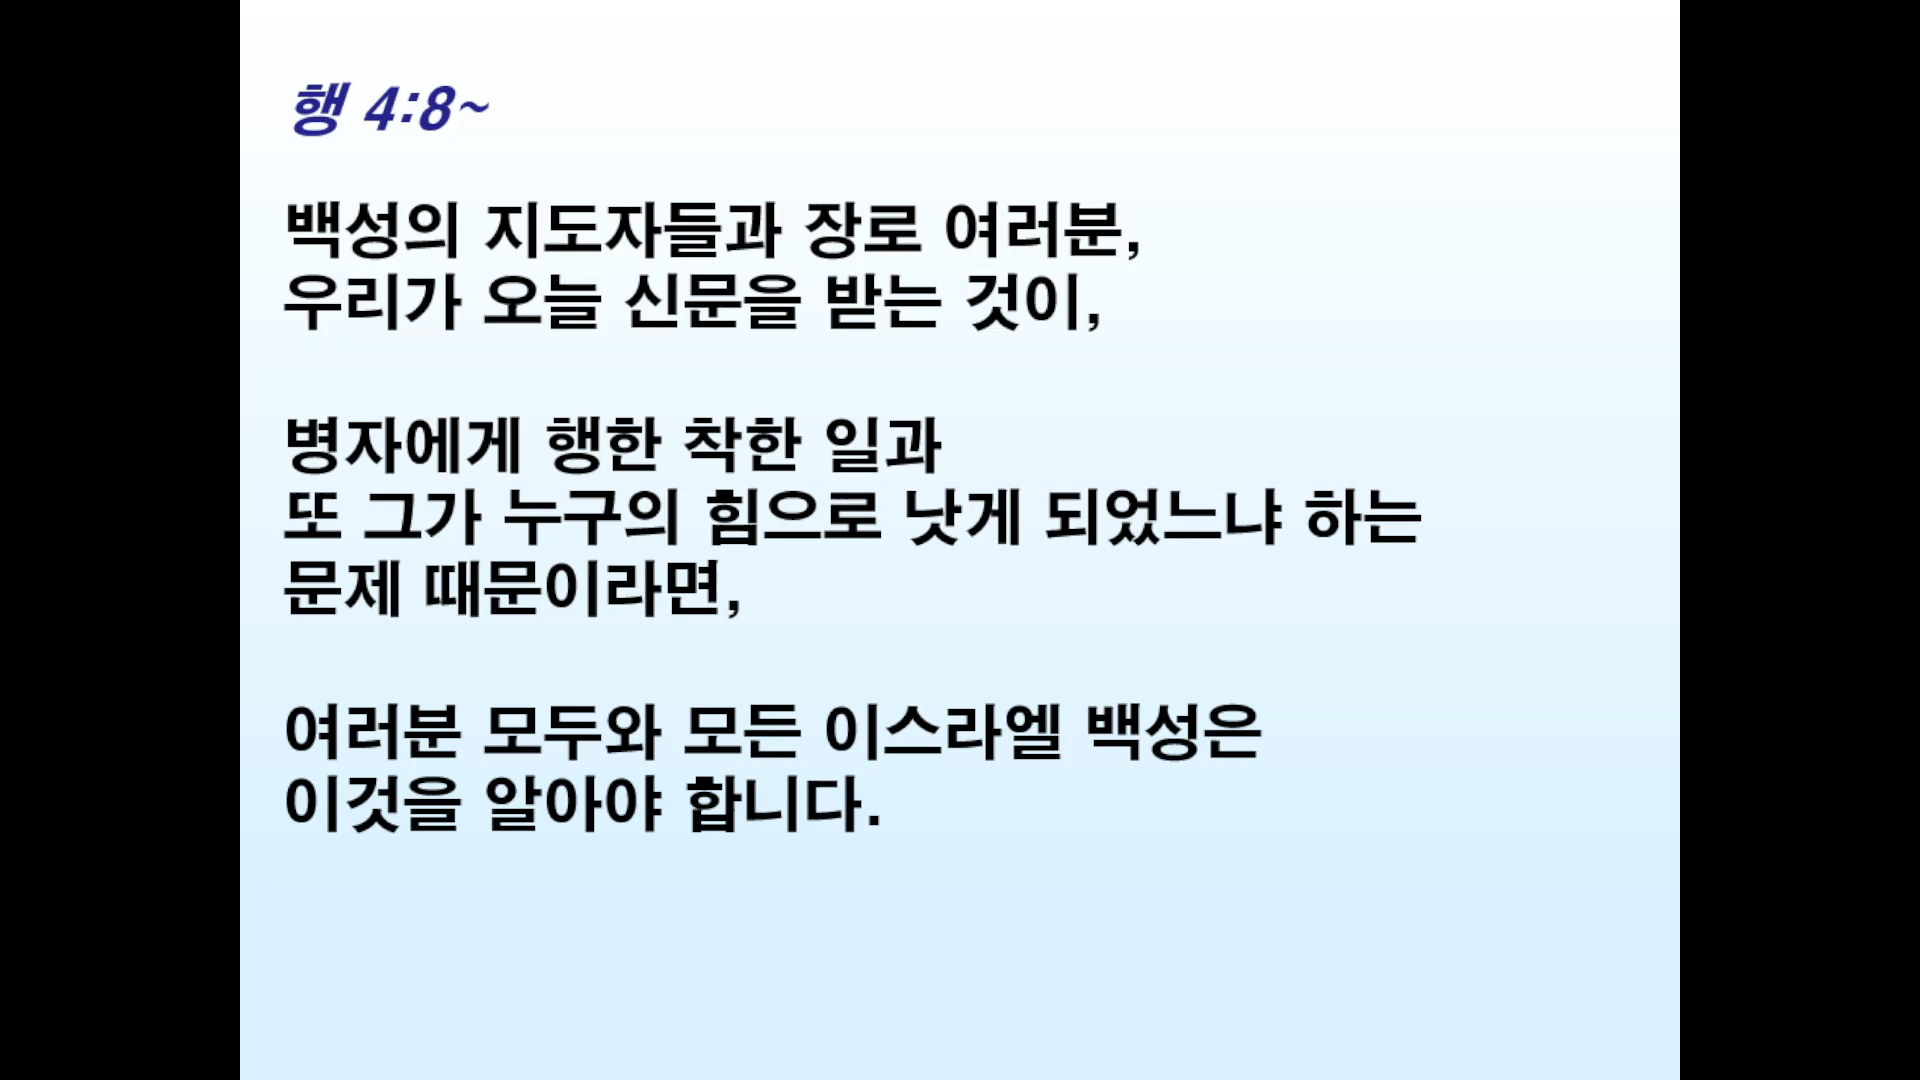 행 4:8~
백성의 지도자들과 장로 여러분,
우리가 오늘 신문을 받는 것이,
병자에게 행한 착한 일과
또 그가 누구의 힘으로 낫게 되었느냐 하는
문제 때문이라면,
여러분 모두와 모든 이스라엘 백성은
이것을 알아야 합니다.